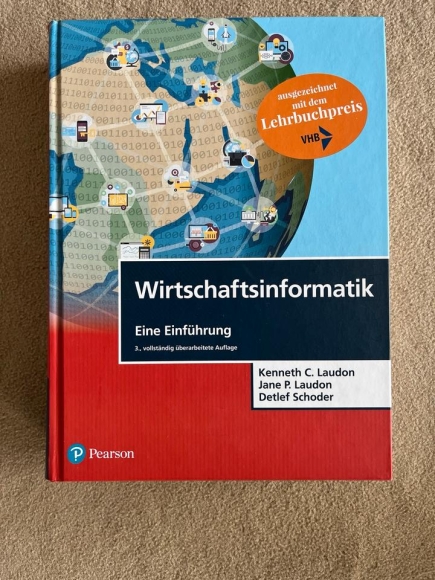 ausgezeichnet
mit dem
Lehrbuchpreis
VHB
Wirtschaftsinformatik
Eine Einführung
3., vollständig überarbeitete Auflage
Kenneth C. Laudon
Jane P. Laudon
Detlef Schoder
Pearson